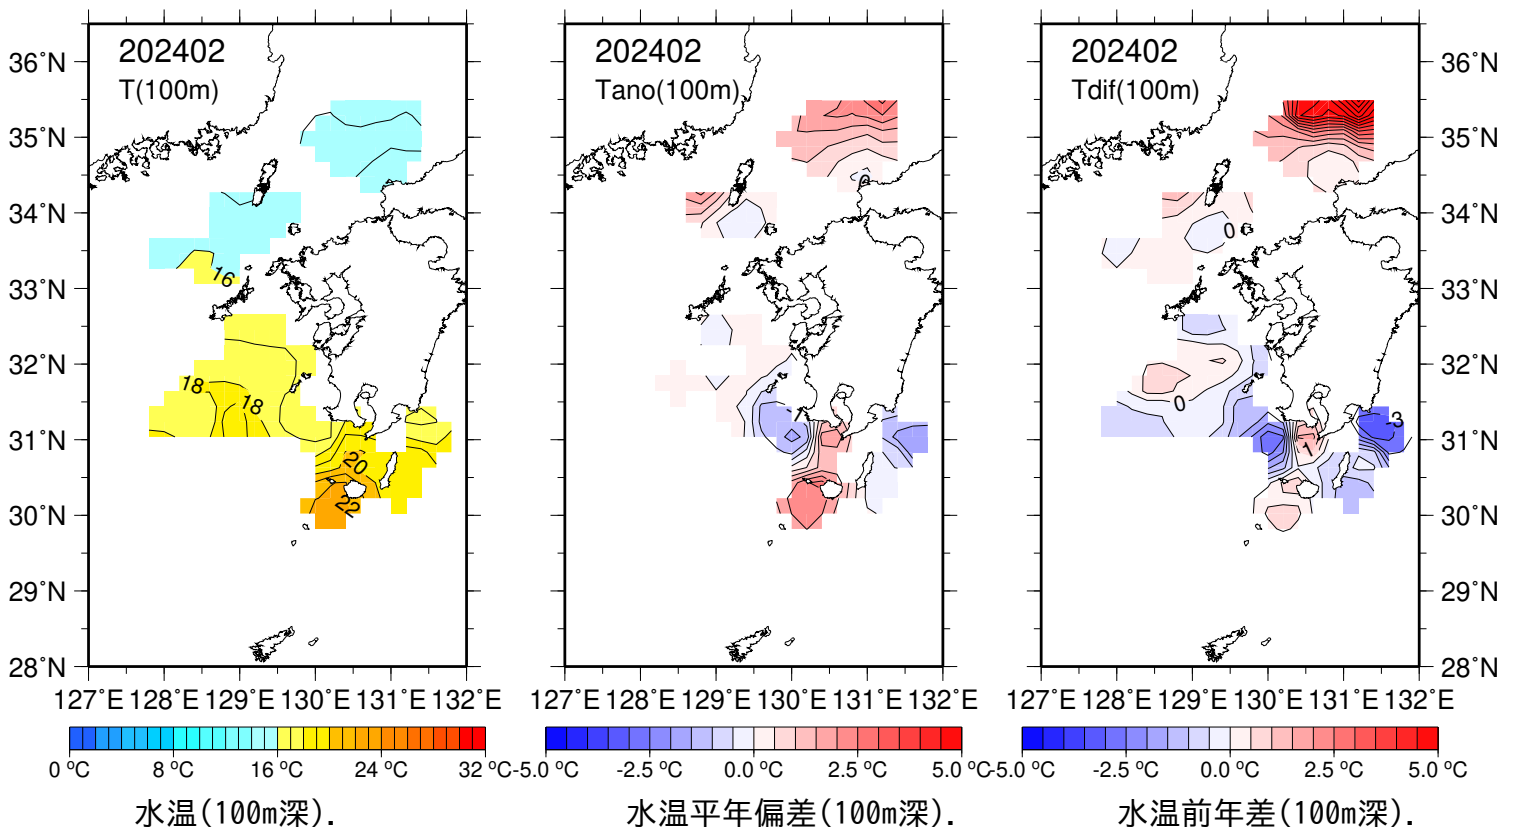 202402
T(100m)
36°N
35°N
34°N
33°N
32°N
31°N
30°N
29°N
28°N
16
18
18
20
22
127°E 128°E 129°E 130°E 131°E 132°E
0 °C 8 °C 16 °C 24 °C 32 °C
水温(100m深).
202402
Tano(100m)
0
-1
127°E 128°E 129°E 130°E 131°E 132°E
-5.0 °C -2.5 °C 0.0 °C 2.5 °C 5.0 °C
水温平年偏差(100m深).
202402
Tdif(100m)
0
0
1
-3
36°N
35°N
34°N
33°N
32°N
31°N
30°N
29°N
28°N
127°E 128°E 129°E 130°E 131°E 132°E
-5.0 °C -2.5 °C 0.0 °C 2.5 °C 5.0 °C
水温前年差(100m深).